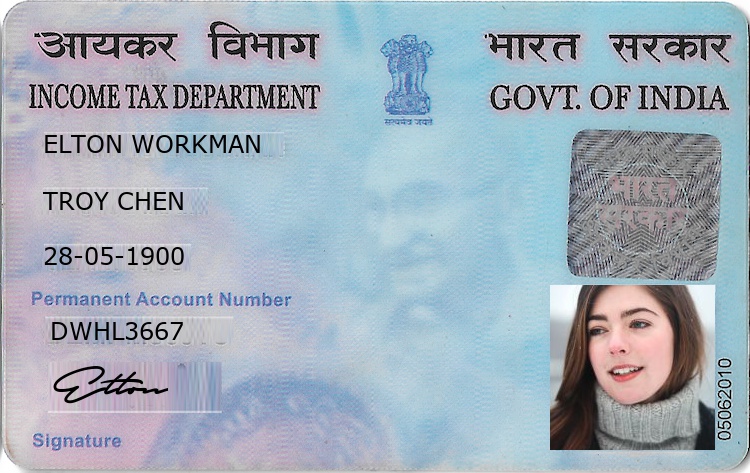 आयकर विभाग
भारत सरकार
INCOME TAX DEPARTMENT
GOVT. OF INDIA
सत्यमेव जयते
ELTON WORKMAN
TROY CHEN
28-05-1900
भारत
सरकार
Permanent Account Number
DWHL3667
Elton
Signature
05062010